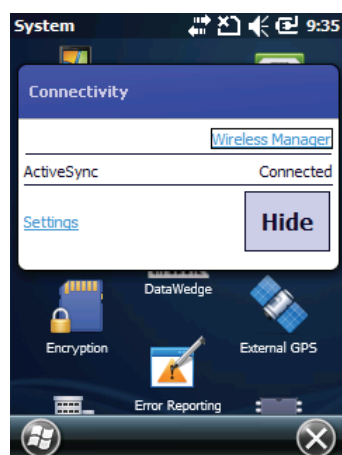 System 9:35
Connectivity
Wireless Manager
ActiveSync Connected
Settings Hide
DataWedge
Encryption External GPS
Error Reporting